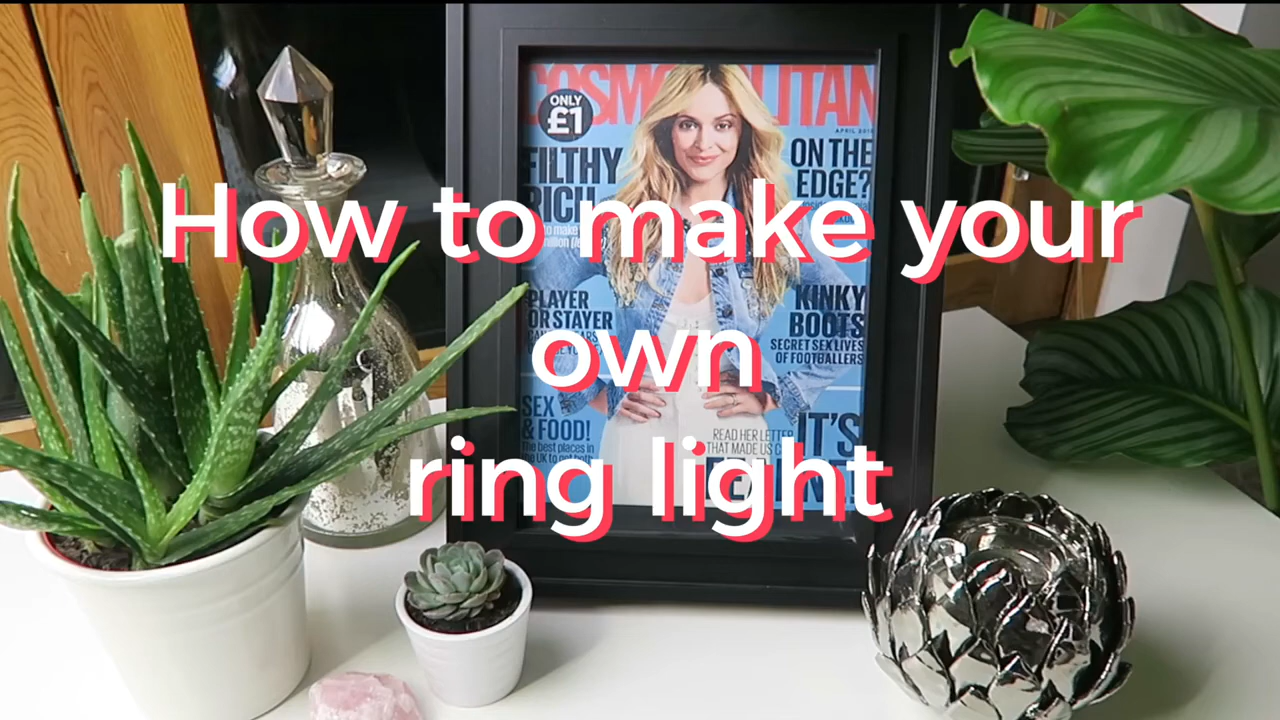 COSMOPOLITAN
ONLY
£1
APRIL
FILTHY
RICH
ON THE
EDGE?
How to make your
PLAYER
OR STAYER
KINKY
BOOTS
SECRET SEX LIVES
OF FOOTBALLERS
own
SEX
& FOOD!
The best places in
READ HER LETTER
THAT MADE US
IT'S
ring light